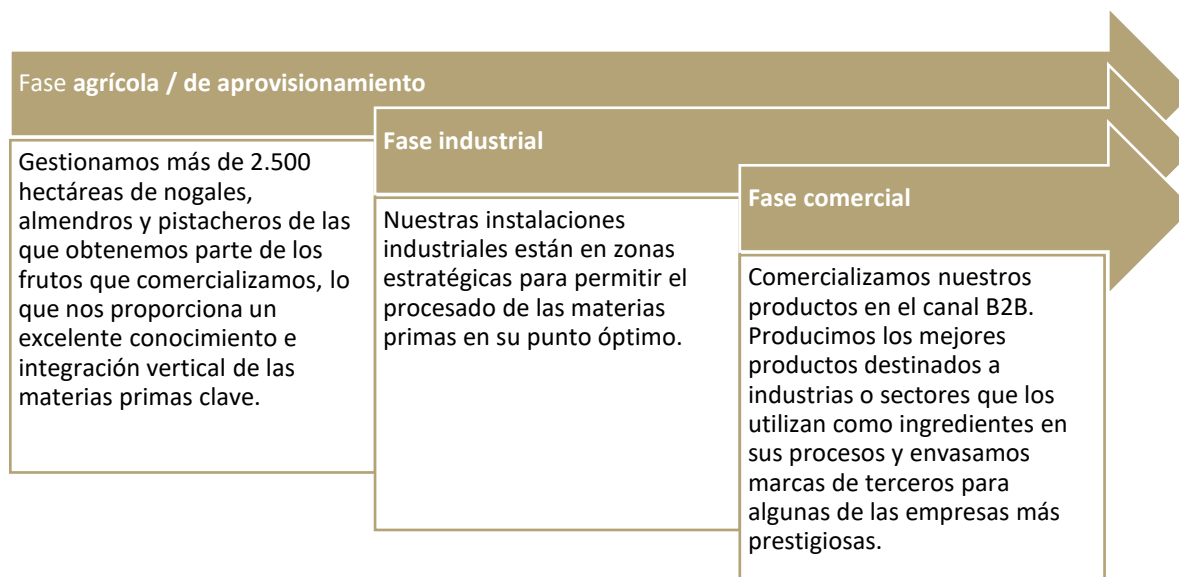 Fase agrícola / de aprovisionamiento
Gestionamos más de 2.500
hectáreas de nogales,
almendros y pistacheros de las
que obtenemos parte de los
frutos que comercializamos, lo
que nos proporciona un
excelente conocimiento e
integración vertical de las
materias primas clave.
Fase industrial
Nuestras instalaciones
industriales están en zonas
estratégicas para permitir el
procesado de las materias
primas en su punto óptimo.
Fase comercial
Comercializamos nuestros
productos en el canal B2B.
Producimos los mejores
productos destinados a
industrias o sectores que los
utilizan como ingredientes en
sus procesos y envasamos
marcas de terceros para
algunas de las empresas más
prestigiosas.